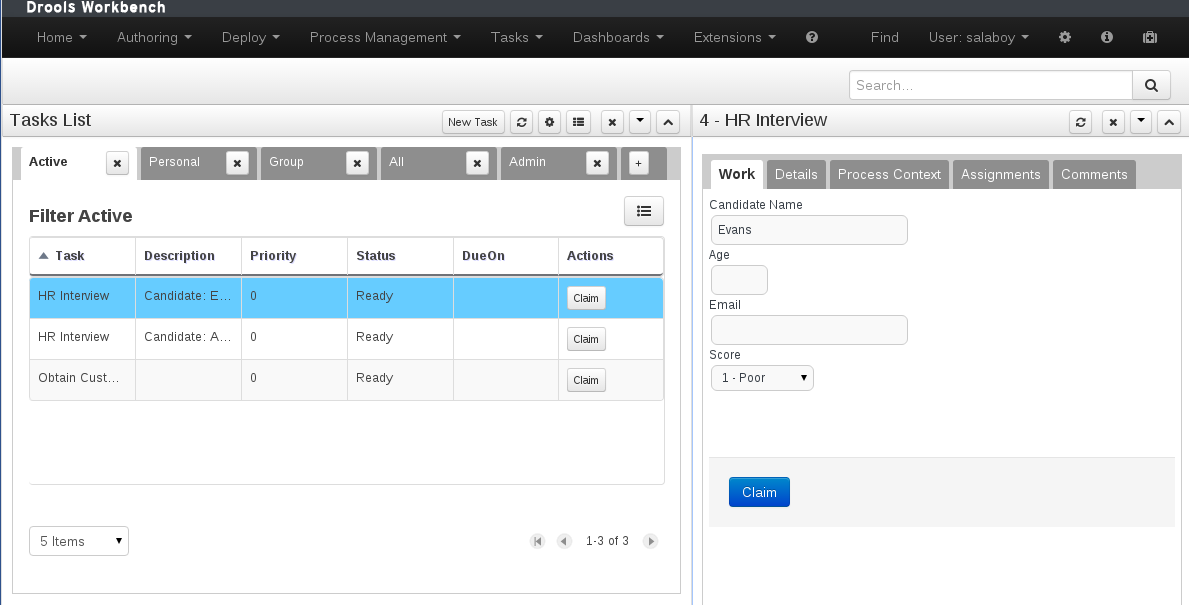 Drools Workbench
Home Authoring Deploy Process Management Tasks Dashboards Extensions Find User: salaboy
Search...
Tasks List New Task
4 - HR Interview
Active Personal Group All Admin +
Work Details Process Context Assignments Comments
Filter Active
Task Description Priority Status DueOn Actions
HR Interview Candidate: E... 0 Ready Claim
HR Interview Candidate: A... 0 Ready Claim
Obtain Cust... 0 Ready Claim
5 Items 1-3 of 3
Candidate Name
Evans
Age
Email
Score
1 - Poor
Claim